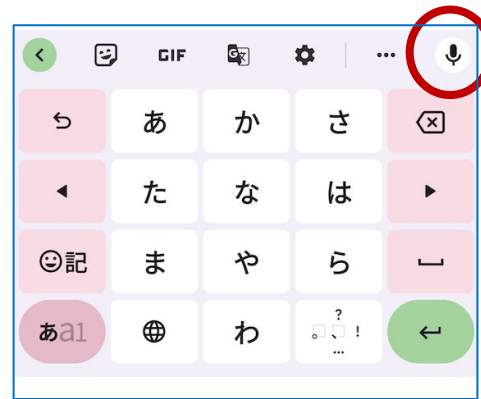 GIF
あ か さ
た な は
記 ま や ら
あa1 わ 。、?!…